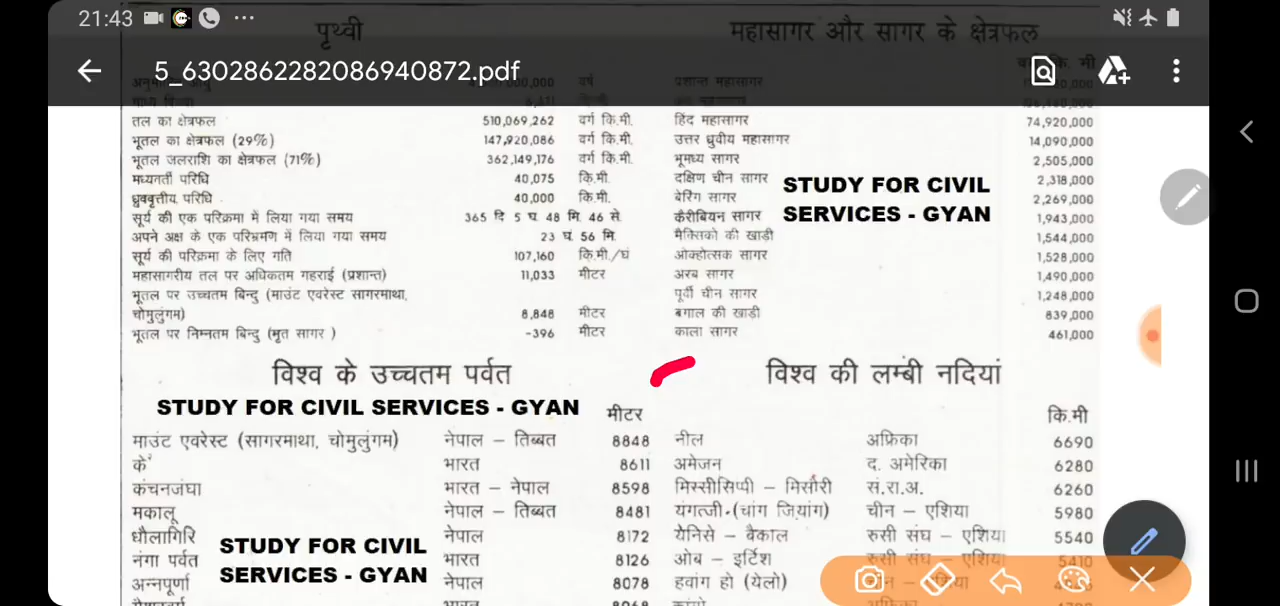 21:43
5_6302862282086940872.pdf
पृथ्वी
तल का क्षेत्रफल 510,069,262 वर्ग कि.मी.
भूतल का क्षेत्रफल (29%) 147,920,086 वर्ग कि.मी.
भूतल जलराशि का क्षेत्रफल (71%) 362,149,176 वर्ग कि.मी.
मध्यनर्ती परिधि 40,075 कि.मी.
ध्रुववृत्तीय परिधि 40,000 कि.मी.
सूर्य की एक परिक्रमा में लिया गया समय 365 दि 5 घ. 48 मि. 46 से.
अपने अक्ष के एक परिभ्रमण में लिया गया समय 23 घं. 56 मि.
सूर्य की परिक्रमा के लिए गति 107,160 कि.मी./घं
महासागरीय तल पर अधिकतम गहराई (प्रशान्त) 11,033 मीटर
भूतल पर उच्चतम बिन्दु (माउंट एवरेस्ट सागरमाथा,
चोमुलुंगम) 8,848 मीटर
भूतल पर निम्नतम बिन्दु (मृत सागर) -396 मीटर
महासागर और सागर के क्षेत्रफल
प्रशान्त महासागर
हिंद महासागर 74,920,000
उत्तर ध्रुवीय महासागर 14,090,000
भूमध्य सागर 2,505,000
दक्षिण चीन सागर 2,318,000
बेरिंग सागर 2,269,000
कैरीबियन सागर 1,943,000
मैक्सिको की खाड़ी 1,544,000
ओव्होत्सक सागर 1,528,000
अरब सागर 1,490,000
पूर्वी चीन सागर 1,248,000
बगाल की खाड़ी 839,000
काला सागर 461,000
STUDY FOR CIVIL
SERVICES - GYAN
विश्व के उच्चतम पर्वत
STUDY FOR CIVIL SERVICES - GYAN
मीटर
माउंट एवरेस्ट (सागरमाथा, चोमुलुंगम) नेपाल – तिब्बत 8848
के² भारत 8611
कंचनजंघा भारत – नेपाल 8598
मकालू नेपाल – तिब्बत 8481
धौलागिरि नेपाल 8172
नंगा पर्वत भारत 8126
अन्नपूर्णा नेपाल 8078
STUDY FOR CIVIL
SERVICES - GYAN
विश्व की लम्बी नदियां
कि.मी
नील अफ्रिका 6690
अमेजन द. अमेरिका 6280
मिस्सीसिप्पी – मिसौरी सं.रा.अ. 6260
यंगत्जी-(चांग जियांग) चीन – एशिया 5980
येनिसे – बैकाल रुसी संघ – एशिया 5540
ओब – इर्टिश रुसी संघ – एशिया 5410
हवांग हो (येलो)